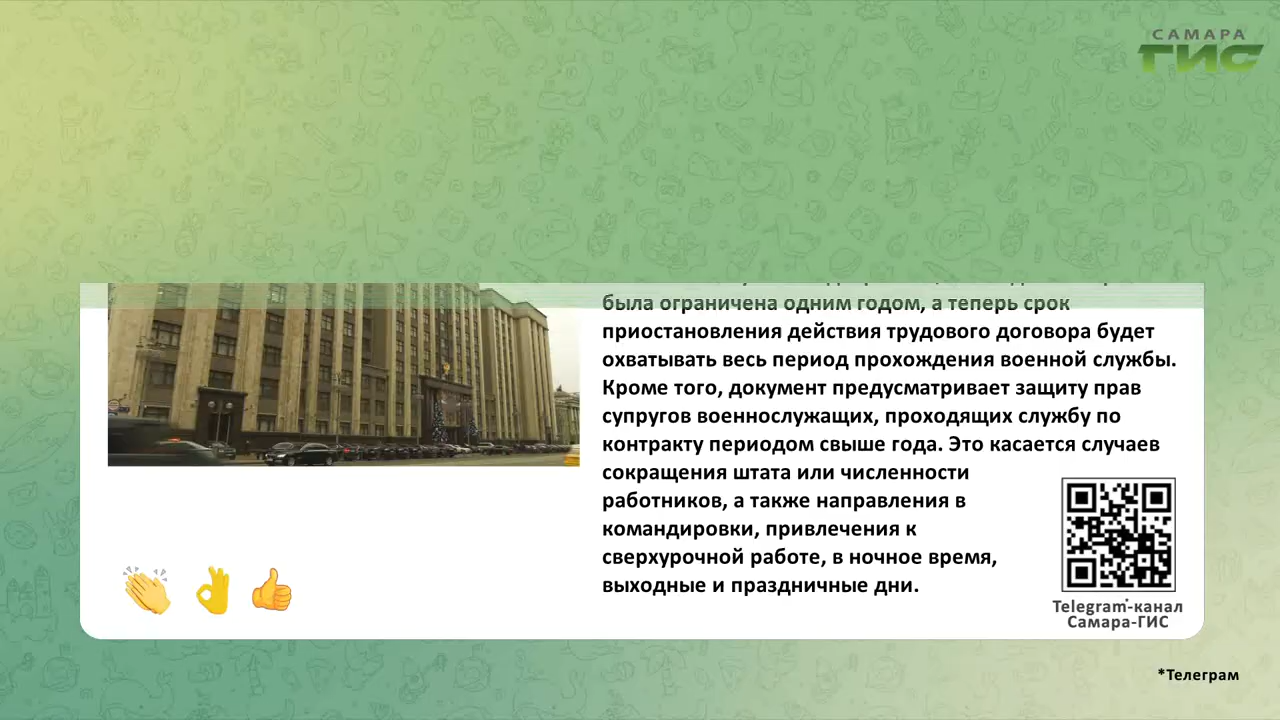 САМАРА
ГИС
была ограничена одним годом, а теперь срок
приостановления действия трудового договора будет
охватывать весь период прохождения военной службы.
Кроме того, документ предусматривает защиту прав
супругов военнослужащих, проходящих службу по
контракту периодом свыше года. Это касается случаев
сокращения штата или численности
работников, а также направления в
командировки, привлечения к
сверхурочной работе, в ночное время,
выходные и праздничные дни.
Telegram*-канал
Самара-ГИС
*Телеграм